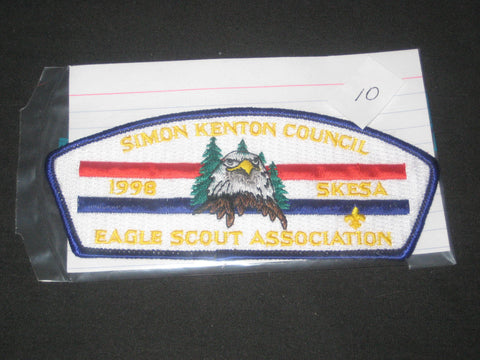 10
SIMON KENTON COUNCIL
1998 SKESA
EAGLE SCOUT ASSOCIATION